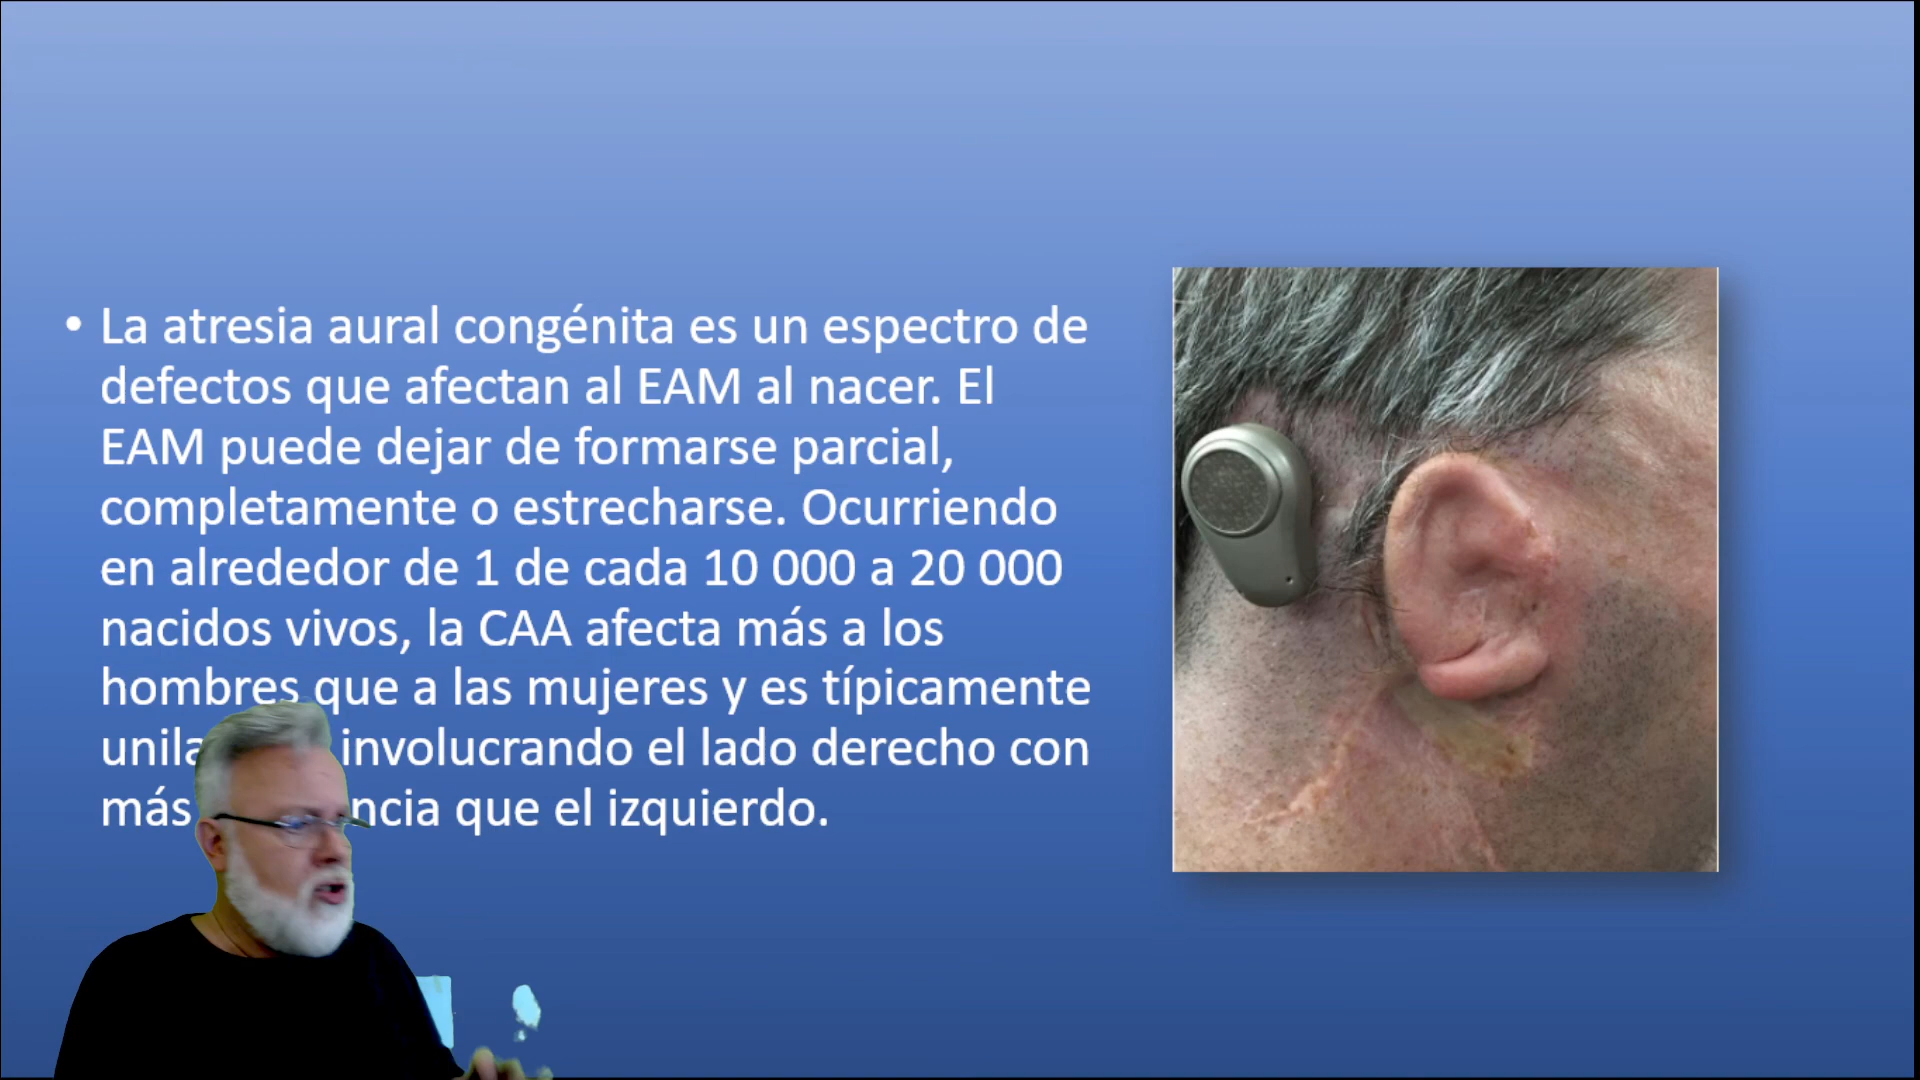 • La atresia aural congénita es un espectro de
defectos que afectan al EAM al nacer. El
EAM puede dejar de formarse parcial,
completamente o estrecharse. Ocurriendo
en alrededor de 1 de cada 10 000 a 20 000
nacidos vivos, la CAA afecta más a los
hombres que a las mujeres y es típicamente
involucrando el lado derecho con
más que el izquierdo.